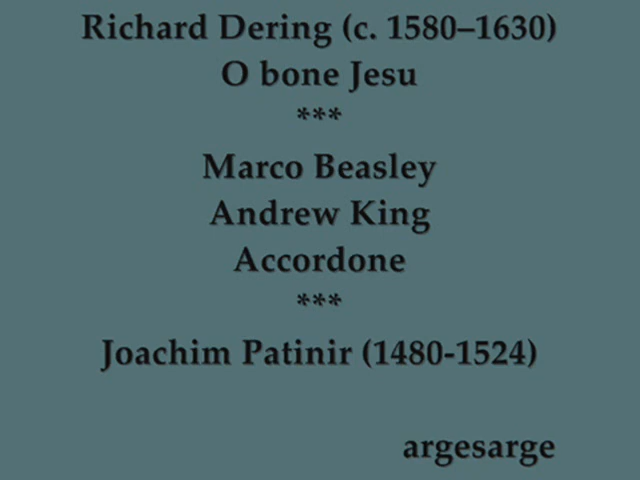 Richard Dering (c. 1580–1630)
O bone Jesu
***
Marco Beasley
Andrew King
Accordone
***
Joachim Patinir (1480-1524)
argesarge